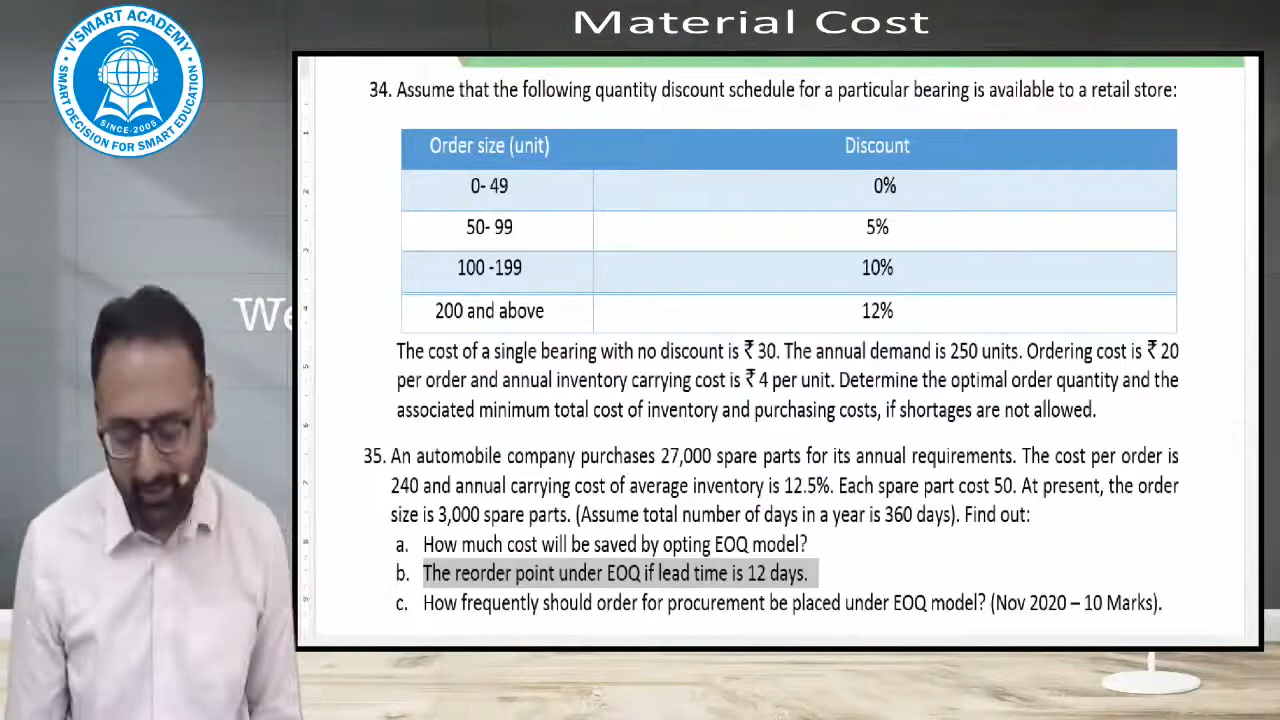 Material Cost
V'SMART ACADEMY
SINCE-2005
SMART DECISION FOR SMART EDUCATION
We
34. Assume that the following quantity discount schedule for a particular bearing is available to a retail store:
Order size (unit) Discount
0- 49 0%
50- 99 5%
100 -199 10%
200 and above 12%
The cost of a single bearing with no discount is ₹ 30. The annual demand is 250 units. Ordering cost is ₹ 20
per order and annual inventory carrying cost is ₹ 4 per unit. Determine the optimal order quantity and the
associated minimum total cost of inventory and purchasing costs, if shortages are not allowed.
35. An automobile company purchases 27,000 spare parts for its annual requirements. The cost per order is
240 and annual carrying cost of average inventory is 12.5%. Each spare part cost 50. At present, the order
size is 3,000 spare parts. (Assume total number of days in a year is 360 days). Find out:
a. How much cost will be saved by opting EOQ model?
b. The reorder point under EOQ if lead time is 12 days.
c. How frequently should order for procurement be placed under EOQ model? (Nov 2020 – 10 Marks).